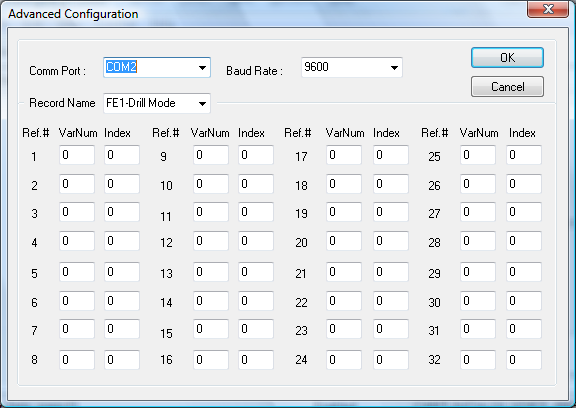 Advanced Configuration
Comm Port : COM2 Baud Rate : 9600 OK
Cancel
Record Name FE1-Drill Mode
Ref.# VarNum Index Ref.# VarNum Index Ref.# VarNum Index Ref.# VarNum Index
1 0 0 9 0 0 17 0 0 25 0 0
2 0 0 10 0 0 18 0 0 26 0 0
3 0 0 11 0 0 19 0 0 27 0 0
4 0 0 12 0 0 20 0 0 28 0 0
5 0 0 13 0 0 21 0 0 29 0 0
6 0 0 14 0 0 22 0 0 30 0 0
7 0 0 15 0 0 23 0 0 31 0 0
8 0 0 16 0 0 24 0 0 32 0 0